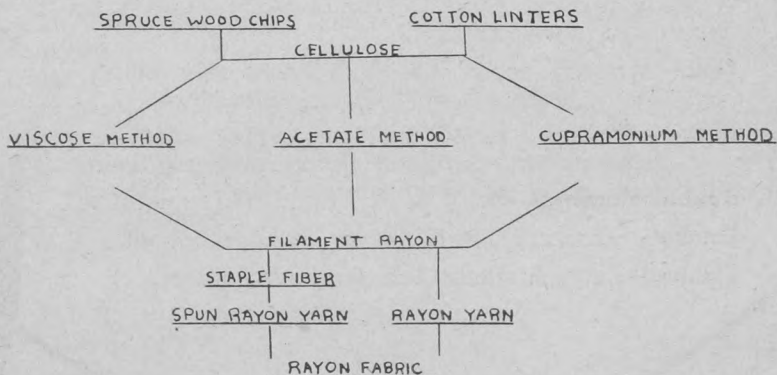 SPRUCE WOOD CHIPS COTTON LINTERS
CELLULOSE
VISCOSE METHOD ACETATE METHOD CUPRAMONIUM METHOD
FILAMENT RAYON
STAPLE FIBER
SPUN RAYON YARN RAYON YARN
RAYON FABRIC